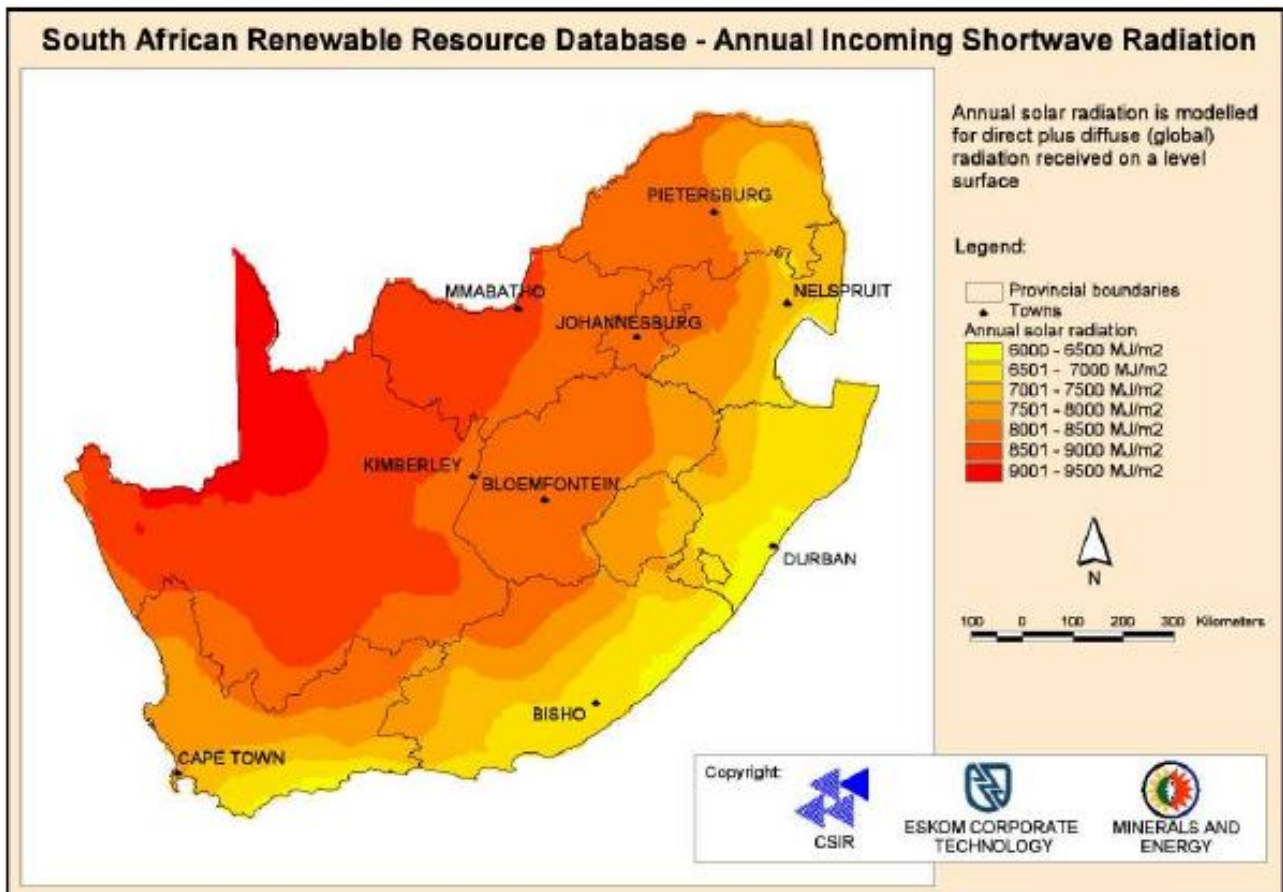 South African Renewable Resource Database - Annual Incoming Shortwave Radiation
Annual solar radiation is modelled
for direct plus diffuse (global)
radiation received on a level
surface
Legend:
Provincial boundaries
Towns
Annual solar radiation
6000 - 6500 MJ/m2
6501 - 7000 MJ/m2
7001 - 7500 MJ/m2
7501 - 8000 MJ/m2
8001 - 8500 MJ/m2
8501 - 9000 MJ/m2
9001 - 9500 MJ/m2
N
100 0 100 200 300 Kilometers
PIETERSBURG
MMABATHO
NELSPRUIT
JOHANNESBURG
KIMBERLEY
BLOEMFONTEIN
DURBAN
BISHO
CAPE TOWN
Copyright:
CSIR
ESKOM CORPORATE
TECHNOLOGY
MINERALS AND
ENERGY